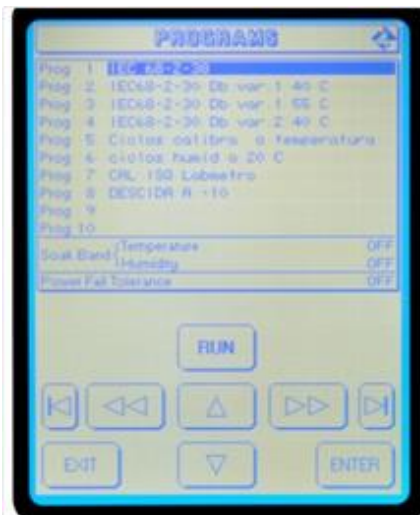 PROGRAMS
Prog 1 IEC 68-2-30
Prog 2 IEC68-2-30 Db var 1 40 C
Prog 3 IEC68-2-30 Db var 1 55 C
Prog 4 IEC68-2-30 Db var 2 40 C
Prog 5 Ciclos calibra o temperatura
Prog 6 ciclos humid a 20 C
Prog 7 CAL ISQ Labmetro
Prog 8 DESCIDA A -10
Prog 9
Prog 10
Soak Band Temperature OFF
Humidity OFF
Power Fail Tolerance OFF
RUN
EXIT
ENTER